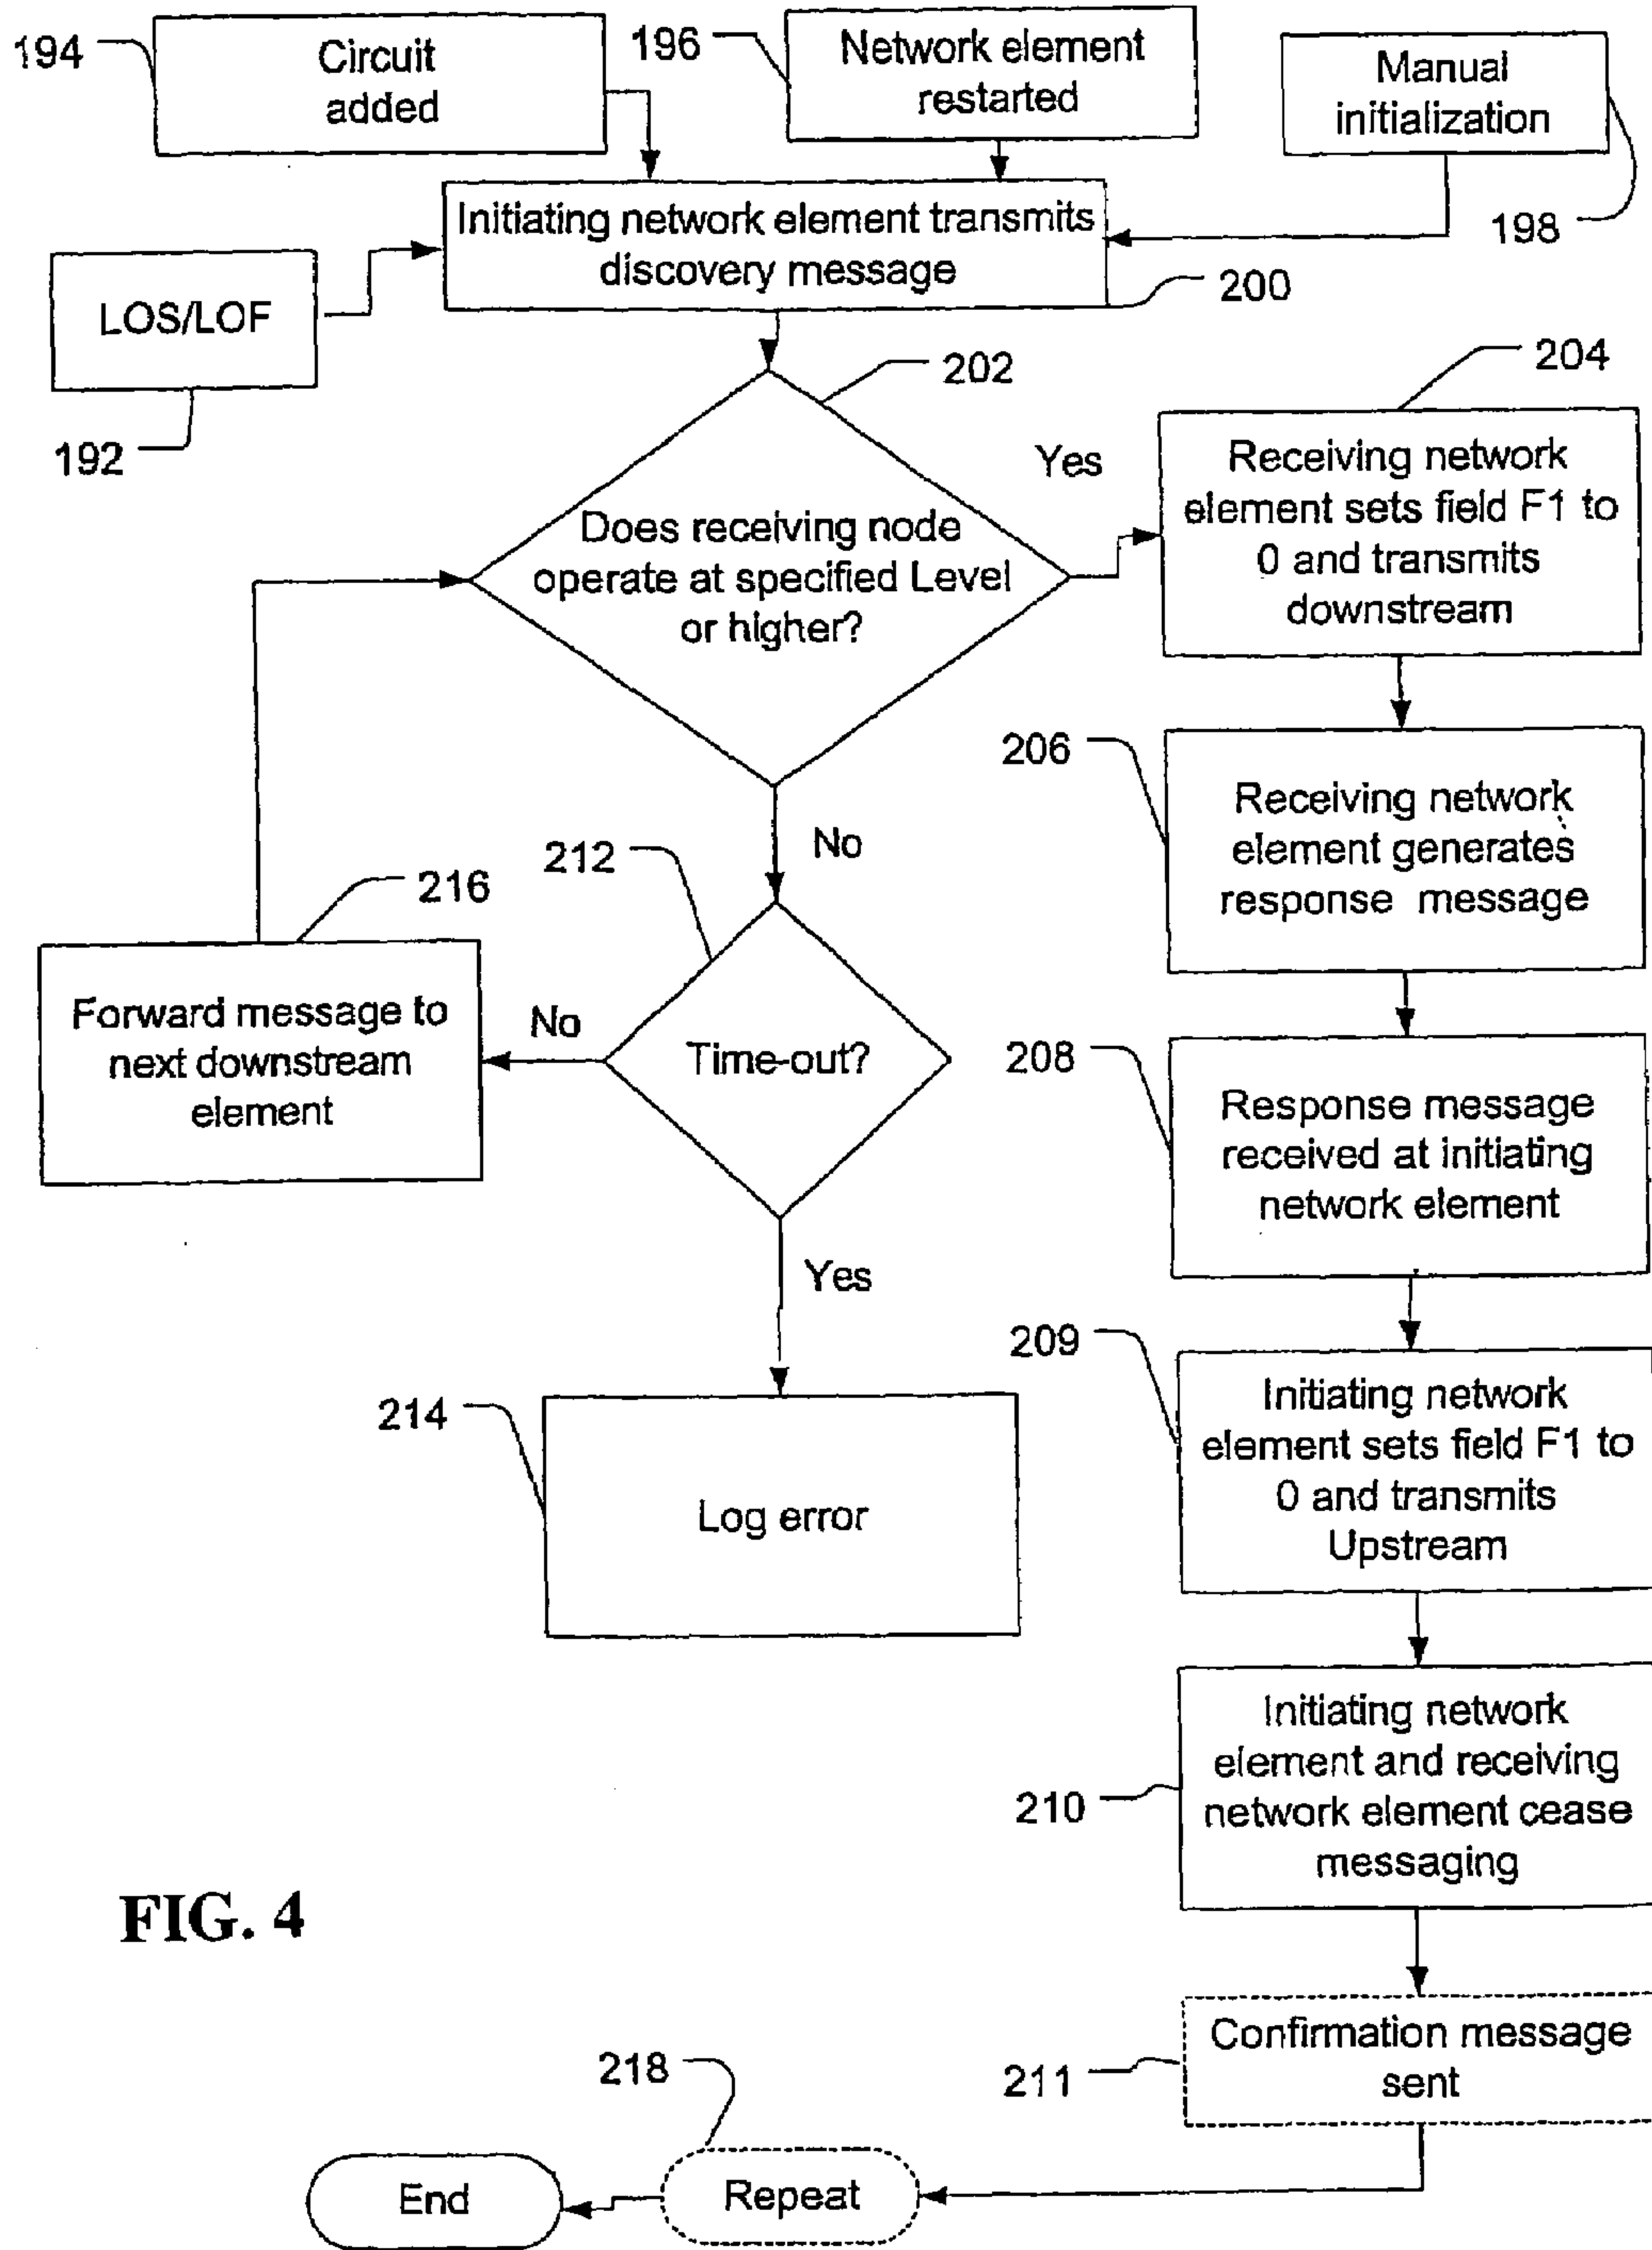 194
Circuit
added
196
Network element
restarted
Manual
initialization
198
Initiating network element transmits
discovery message
200
LOS/LOF
192
202
Does receiving node
operate at specified Level
or higher?
Yes
204
Receiving network
element sets field F1 to
0 and transmits
downstream
206
Receiving network
element generates
response message
No
212
Time-out?
216
Forward message to
next downstream
element
No
208
Response message
received at initiating
network element
Yes
214
Log error
209
Initiating network
element sets field F1 to
0 and transmits
Upstream
210
Initiating network
element and receiving
network element cease
messaging
FIG. 4
211
Confirmation message
sent
218
Repeat
End